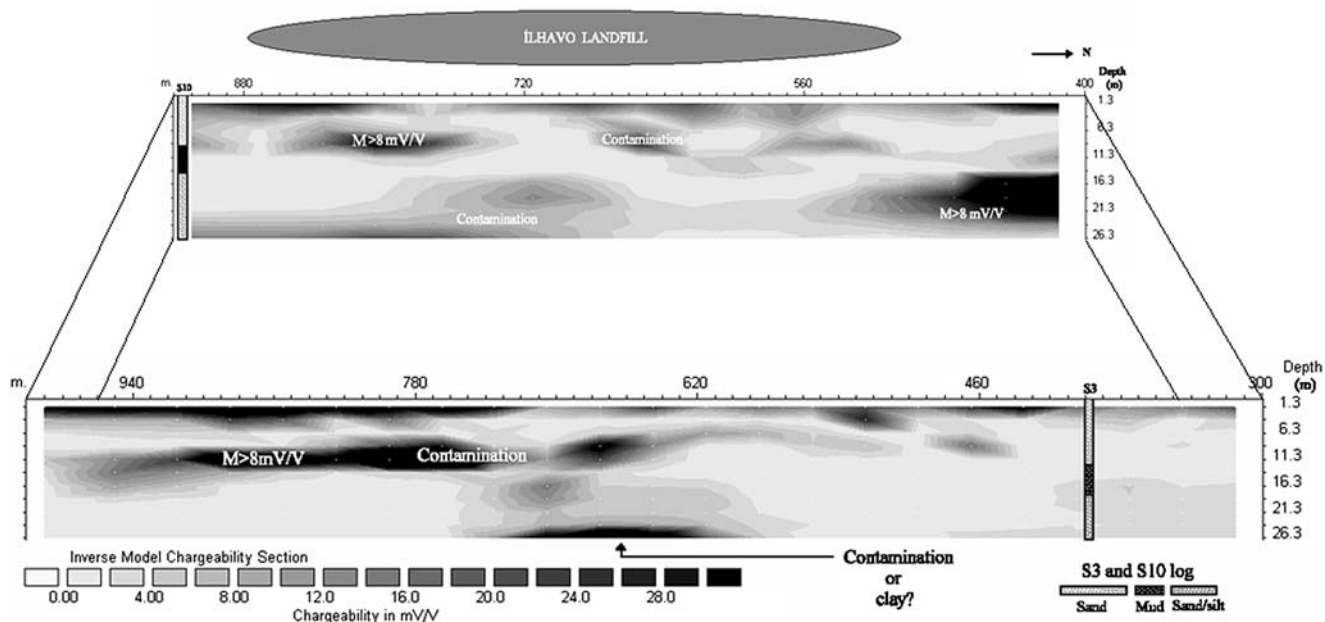 ÍLHAVO LANDFILL
N
m. S10 880 720 560 400 Depth (m)
1.3
6.3
11.3
16.3
21.3
26.3
M>8 mV/V
Contamination
Contamination
M>8 mV/V
m. 940 780 620 460 S3 300 Depth (m)
1.3
6.3
11.3
16.3
21.3
26.3
M>8mV/V
Contamination
Inverse Model Chargeability Section
0.00 4.00 8.00 12.0 16.0 20.0 24.0 28.0
Chargeability in mV/V
Contamination
or
clay?
S3 and S10 log
Sand Mud Sand/silt